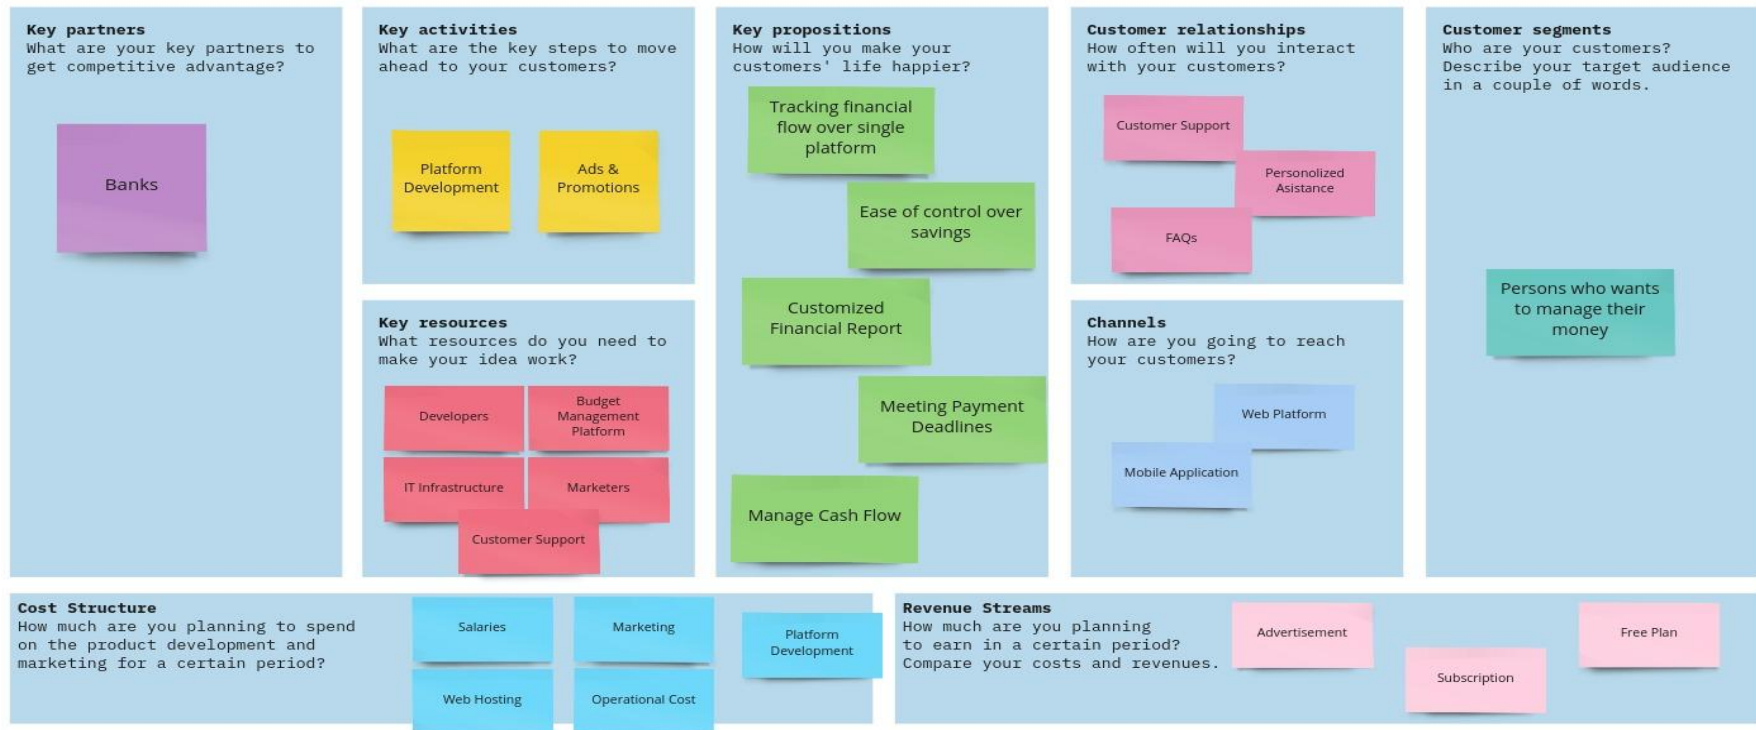 Key partners
What are your key partners to
get competitive advantage?
Banks
Key activities
What are the key steps to move
ahead to your customers?
Platform
Development
Ads &
Promotions
Key resources
What resources do you need to
make your idea work?
Developers
Budget
Management
Platform
IT Infrastructure
Marketers
Customer Support
Key propositions
How will you make your
customers' life happier?
Tracking financial
flow over single
platform
Ease of control over
savings
Customized
Financial Report
Meeting Payment
Deadlines
Manage Cash Flow
Customer relationships
How often will you interact
with your customers?
Customer Support
Personolized
Asistance
FAQs
Channels
How are you going to reach
your customers?
Web Platform
Mobile Application
Customer segments
Who are your customers?
Describe your target audience
in a couple of words.
Persons who wants
to manage their
money
Cost Structure
How much are you planning to spend
on the product development and
marketing for a certain period?
Salaries
Marketing
Platform
Development
Web Hosting
Operational Cost
Revenue Streams
How much are you planning
to earn in a certain period?
Compare your costs and revenues.
Advertisement
Subscription
Free Plan